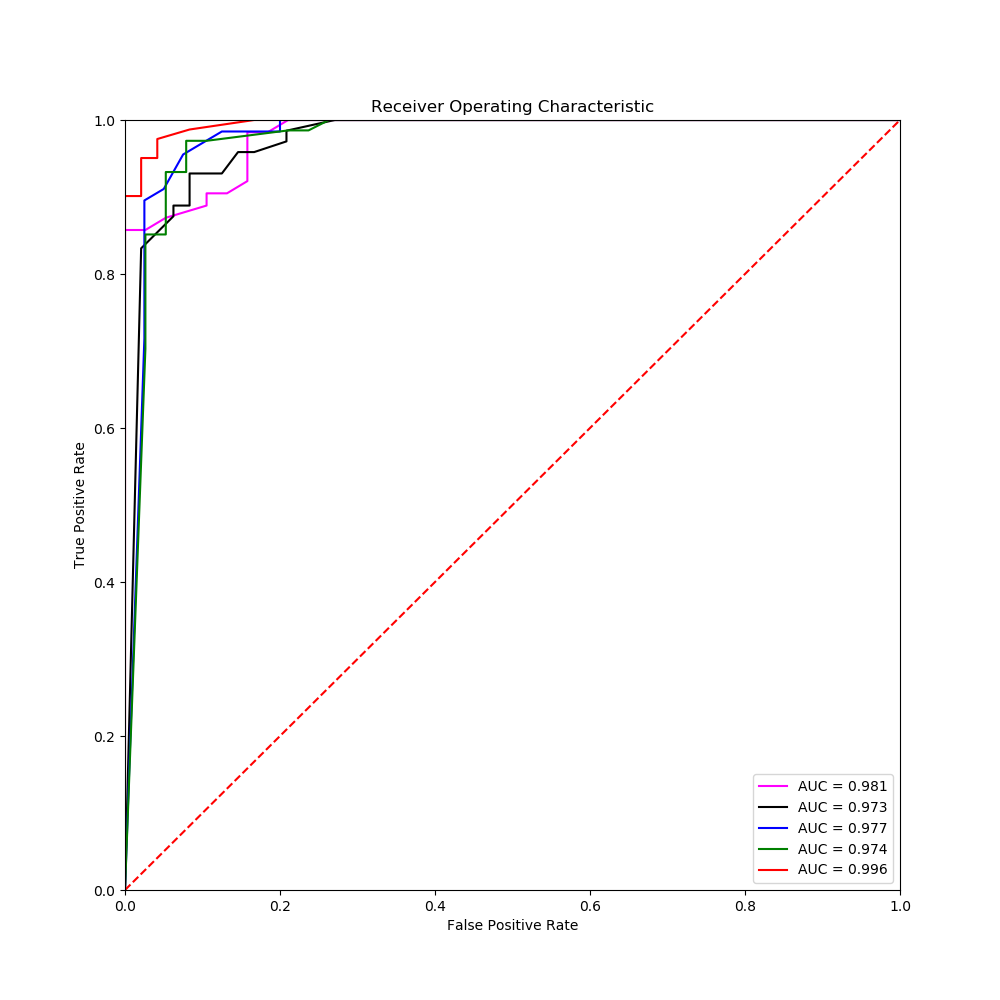 Receiver Operating Characteristic
1.0
0.8
0.6
0.4
0.2
0.0
True Positive Rate
AUC = 0.981
AUC = 0.973
AUC = 0.977
AUC = 0.974
AUC = 0.996
0.0 0.2 0.4 0.6 0.8 1.0
False Positive Rate